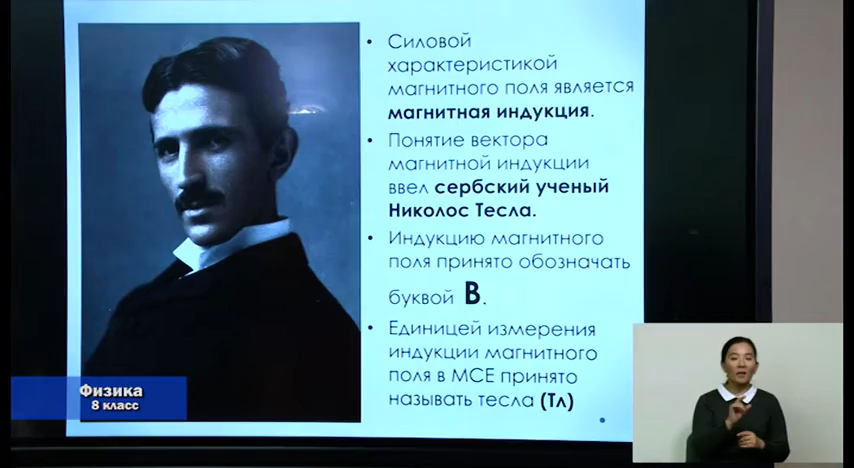 Силовой
характеристикой
магнитного поля является
магнитная индукция.
Понятие вектора
магнитной индукции
ввел сербский ученый
Николос Тесла.
Индукцию магнитного
поля принято обозначать
буквой В.
Единицей измерения
индукции магнитного
поля в МСЕ принято
называть тесла (Тл)
Физика
8 класс